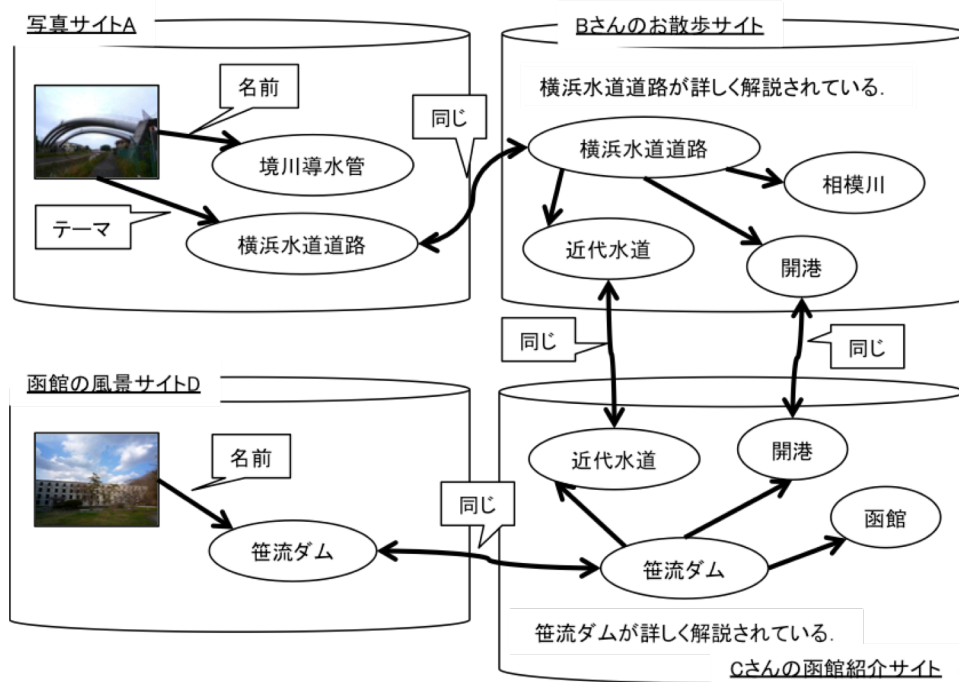 写真サイトA
名前
境川導水管
テーマ
横浜水道道路
同じ
Bさんのお散歩サイト
横浜水道道路が詳しく解説されている.
横浜水道道路
相模川
近代水道
開港
同じ
同じ
函館の風景サイトD
名前
笹流ダム
同じ
近代水道
開港
函館
笹流ダム
笹流ダムが詳しく解説されている.
Cさんの函館紹介サイト